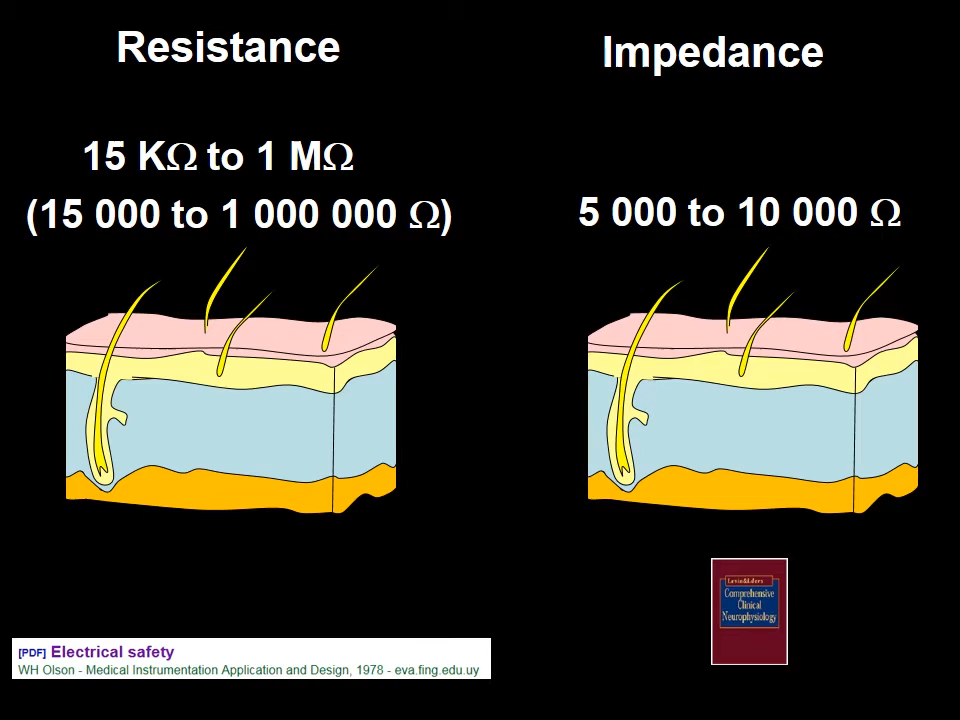 Resistance
15 KΩ to 1 MΩ
(15 000 to 1 000 000 Ω)
Impedance
5 000 to 10 000 Ω
[PDF] Electrical safety
WH Olson - Medical Instrumentation Application and Design, 1978 - eva.fing.edu.uy
Levin&Lüders
Comprehensive
Clinical
Neurophysiology